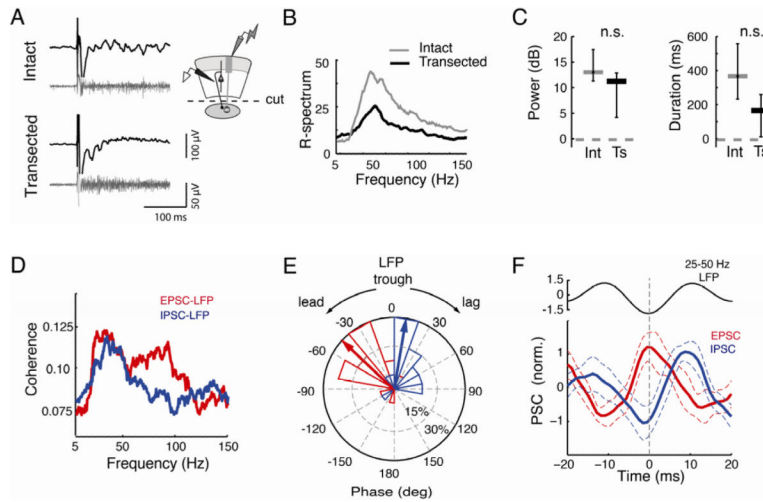 A
Intact
Transected
100 µV
50 µV
100 ms
cut
B
Intact
Transected
R-spectrum
50
25
0
5
50
100
150
Frequency (Hz)
C
n.s.
Power (dB)
20
15
10
5
0
Int Ts
n.s.
Duration (ms)
600
400
200
0
Int Ts
D
EPSC-LFP
IPSC-LFP
Coherence
0.125
0.10
0.075
5
50
100
150
Frequency (Hz)
E
LFP
trough
lead
lag
0
-30
30
-60
60
-90
90
-120
120
-150
150
180
15%
30%
Phase (deg)
F
25-50 Hz
LFP
1.5
0
-1.5
EPSC
IPSC
PSC (norm.)
1
0
-1
-20
-10
0
10
20
Time (ms)